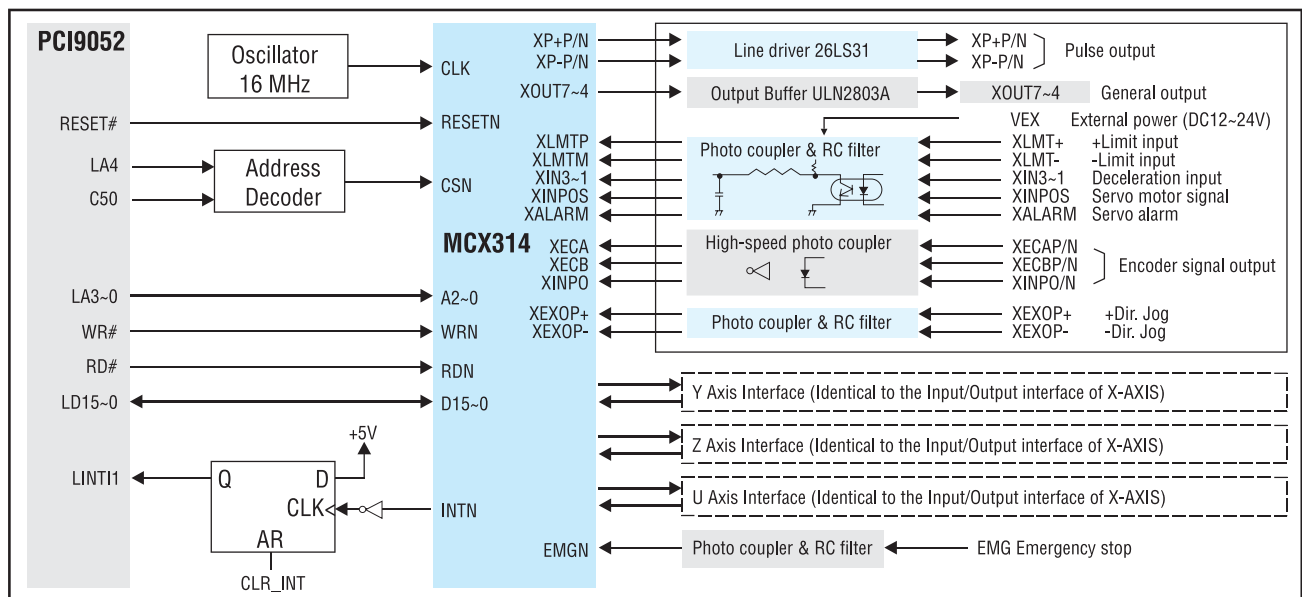 PCI9052
RESET#
LA4
C50
LA3~0
WR#
RD#
LD15~0
LINTI1
Oscillator
16 MHz
Address
Decoder
+5V
Q
D
CLK
AR
CLR_INT
MCX314
CLK
RESETN
CSN
A2~0
WRN
RDN
D15~0
INTN
XP+P/N
XP-P/N
XOUT7~4
XLMTP
XLMTM
XIN3~1
XINPOS
XALARM
XECA
XECB
XINPO
XEXOP+
XEXOP-
EMGN
Line driver 26LS31
Output Buffer ULN2803A
Photo coupler & RC filter
High-speed photo coupler
Photo coupler & RC filter
XP+P/N
XP-P/N
Pulse output
XOUT7~4 General output
VEX External power (DC12~24V)
XLMT+ +Limit input
XLMT- -Limit input
XIN3~1 Deceleration input
XINPOS Servo motor signal
XALARM Servo alarm
XECAP/N
XECBP/N
XINPO/N
Encoder signal output
XEXOP+ +Dir. Jog
XEXOP- -Dir. Jog
Y Axis Interface (Identical to the Input/Output interface of X-AXIS)
Z Axis Interface (Identical to the Input/Output interface of X-AXIS)
U Axis Interface (Identical to the Input/Output interface of X-AXIS)
Photo coupler & RC filter
EMG Emergency stop